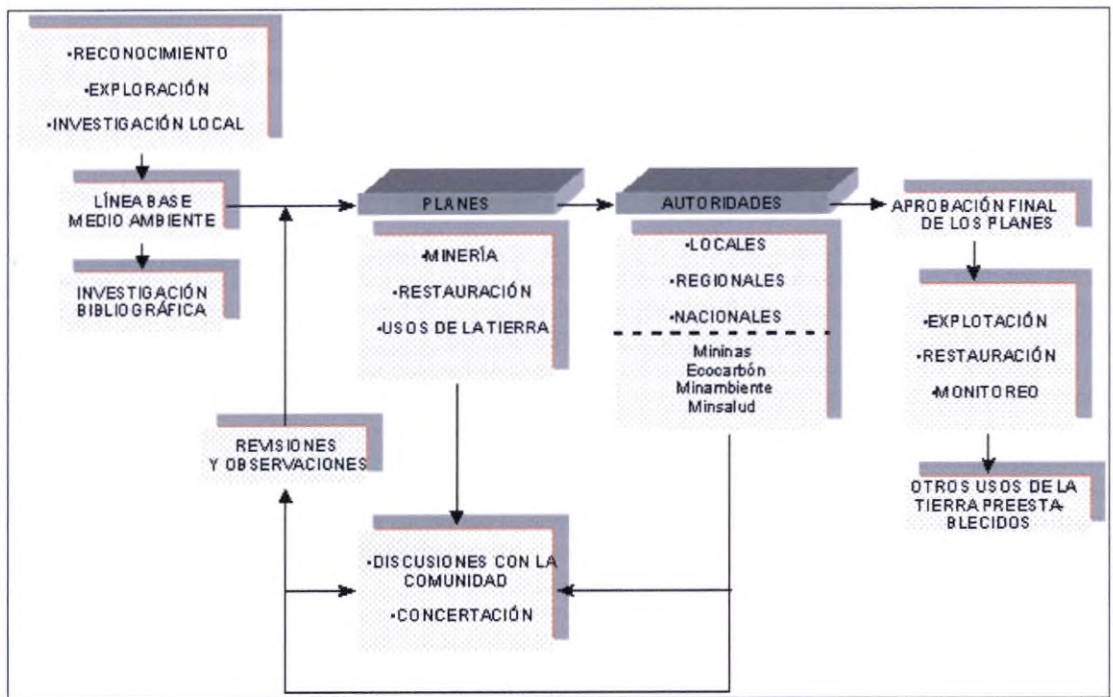 •RECONOCIMIENTO
•EXPLORACIÓN
•INVESTIGACIÓN LOCAL
LÍNEA BASE
MEDIO AMBIENTE
INVESTIGACIÓN
BIBLIOGRÁFICA
REVISIONES
Y OBSERVACIONES
PLANES
•MINERÍA
•RESTAURACIÓN
•USOS DE LA TIERRA
•DISCUSIONES CON LA
COMUNIDAD
•CONCERTACIÓN
AUTORIDADES
•LOCALES
•REGIONALES
•NACIONALES
Mininas
Ecocarbón
Minambiente
Minsalud
APROBACIÓN FINAL
DE LOS PLANES
•EXPLOTACIÓN
•RESTAURACIÓN
•MONITOREO
OTROS USOS DE LA
TIERRA PREESTA-
BLECIDOS